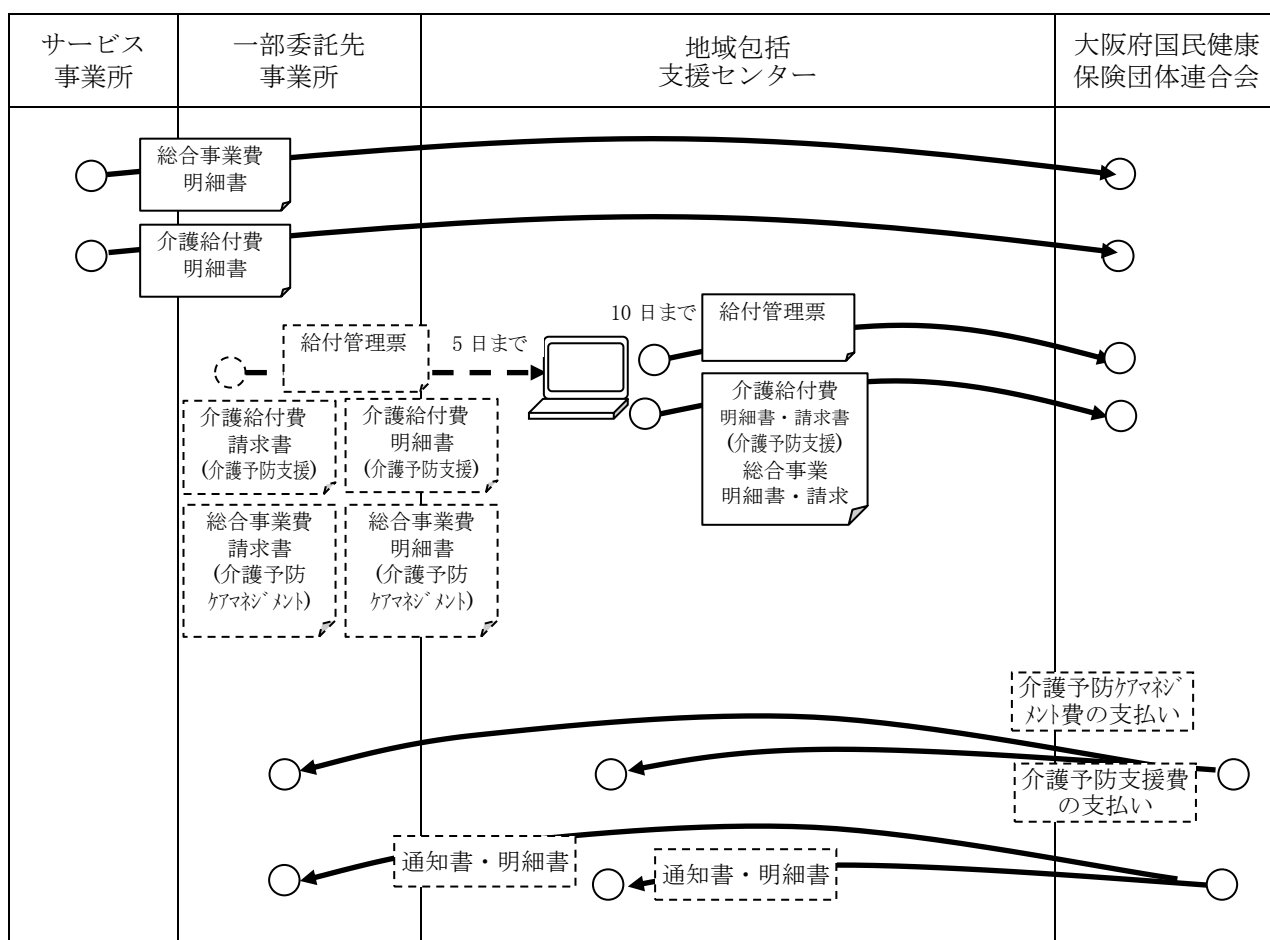 サービス
事業所
一部委託先
事業所
地域包括
支援センター
大阪府国民健康
保険団体連合会
総合事業費
明細書
介護給付費
明細書
給付管理票
5 日まで
10 日まで
給付管理票
介護給付費
請求書
(介護予防支援)
介護給付費
明細書
(介護予防支援)
介護給付費
明細書・請求書
(介護予防支援)
総合事業
明細書・請求
総合事業費
請求書
(介護予防
ｹｱﾏﾈｼﾞﾒﾝﾄ)
総合事業費
明細書
(介護予防
ｹｱﾏﾈｼﾞﾒﾝﾄ)
介護予防ｹｱﾏﾈｼﾞ
ﾒﾝﾄ費の支払い
介護予防支援費
の支払い
通知書・明細書
通知書・明細書